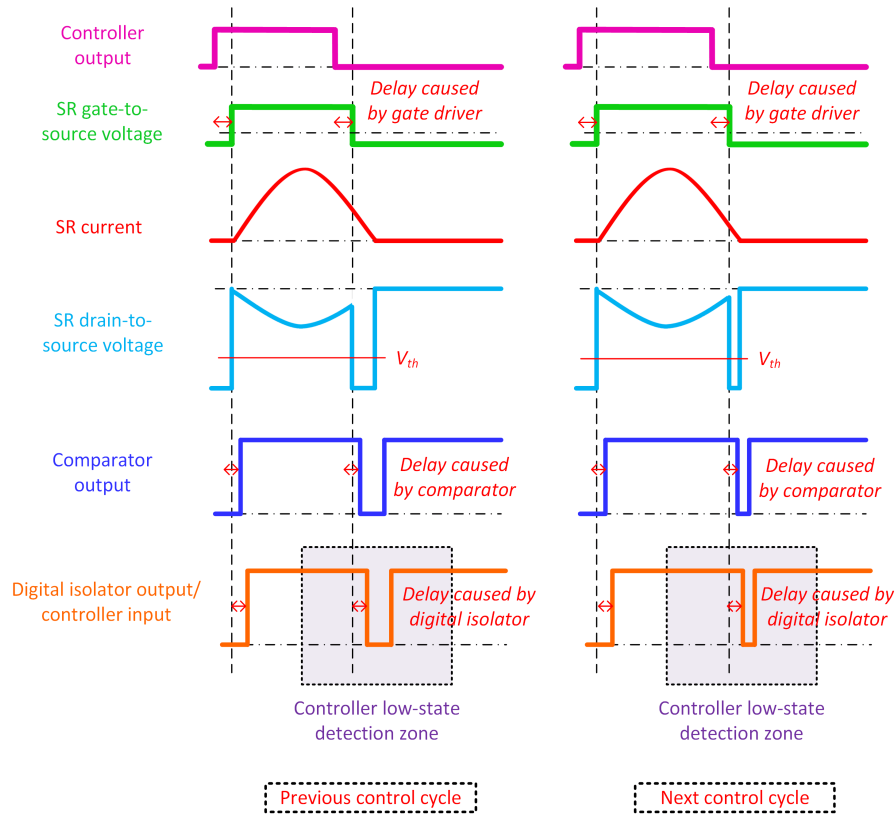 Controller
output
Delay caused
by gate driver
Delay caused
by gate driver
SR gate-to-
source voltage
SR current
SR drain-to-
source voltage
Vth
Vth
Comparator
output
Delay caused
by comparator
Delay caused
by comparator
Digital isolator output/
controller input
Delay caused by
digital isolator
Delay caused by
digital isolator
Controller low-state
detection zone
Controller low-state
detection zone
Previous control cycle
Next control cycle